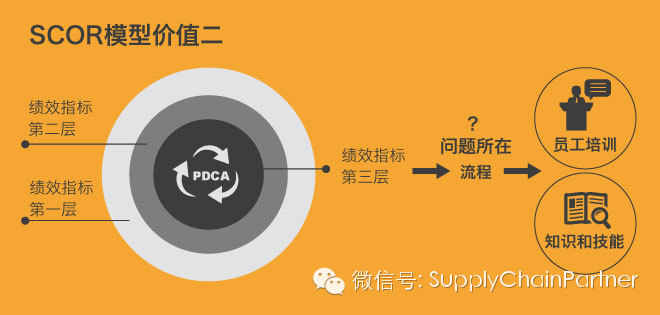 SCOR模型价值二
绩效指标
第二层
绩效指标
第一层
PDCA
绩效指标
第三层
?
问题所在
流程
员工培训
知识和技能
微信号: SupplyChainPartner